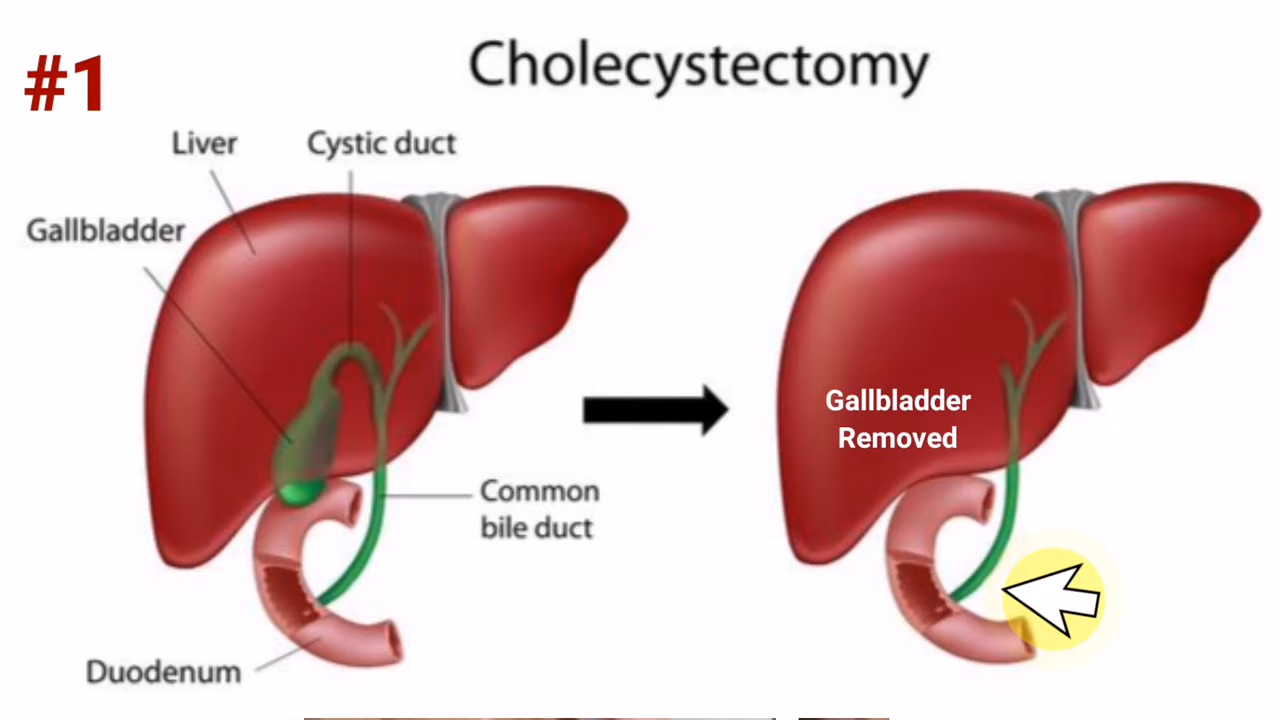 #1
Cholecystectomy
Liver
Cystic duct
Gallbladder
Gallbladder
Removed
Common
bile duct
Duodenum